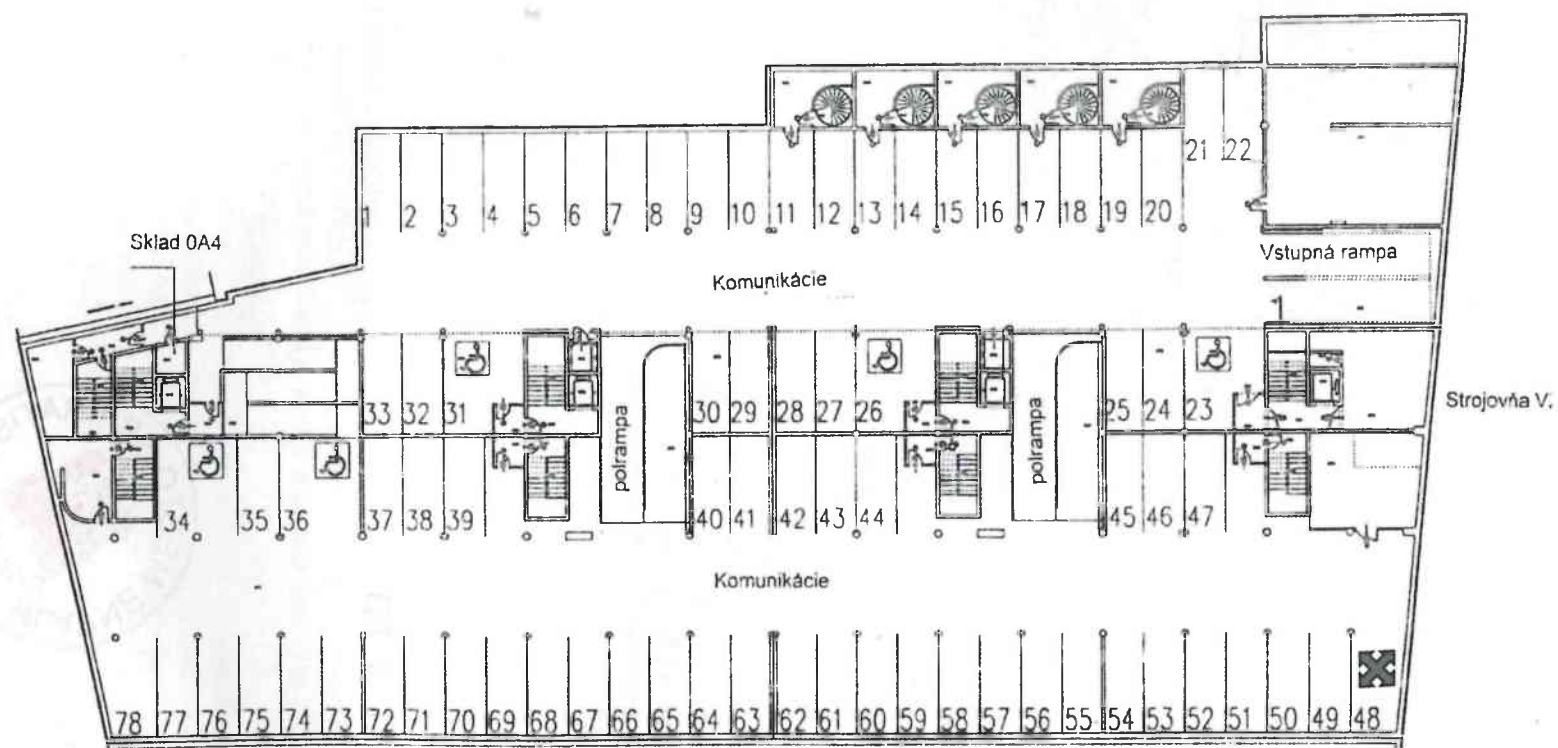 21 22
1 2 3 4 5 6 7 8 9 10 11 12 13 14 15 16 17 18 19 20
Sklad 0A4
Vstupná rampa
Komunikácie
33 32 31 polrampa 30 29 28 27 26 polrampa 25 24 23
Strojovňa V.
34 35 36 37 38 39 40 41 42 43 44 45 46 47
Komunikácie
78 77 76 75 74 73 72 71 70 69 68 67 66 65 64 63 62 61 60 59 58 57 56 55 54 53 52 51 50 49 48